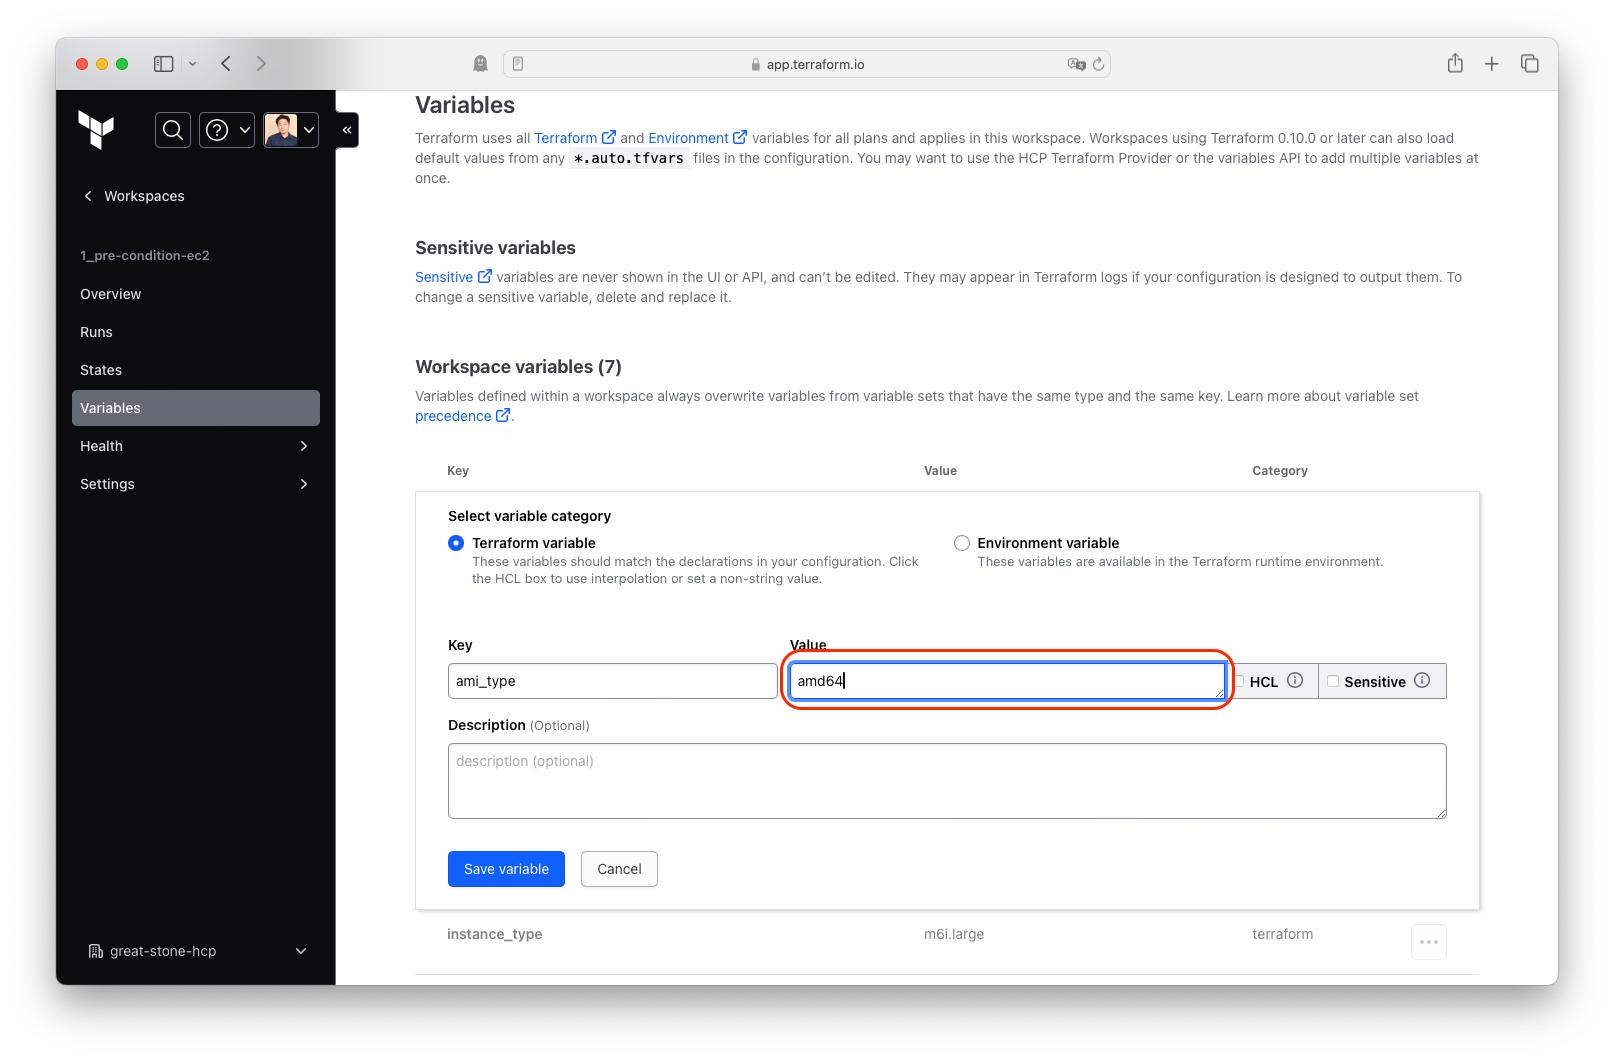 app.terraform.io
Workspaces
1_pre-condition-ec2
Overview
Runs
States
Variables
Health
Settings
great-stone-hcp
Variables
Terraform uses all Terraform and Environment variables for all plans and applies in this workspace. Workspaces using Terraform 0.10.0 or later can also load
default values from any *.auto.tfvars files in the configuration. You may want to use the HCP Terraform Provider or the variables API to add multiple variables at
once.
Sensitive variables
Sensitive variables are never shown in the UI or API, and can't be edited. They may appear in Terraform logs if your configuration is designed to output them. To
change a sensitive variable, delete and replace it.
Workspace variables (7)
Variables defined within a workspace always overwrite variables from variable sets that have the same type and the same key. Learn more about variable set
precedence.
Key Value Category
Select variable category
Terraform variable
These variables should match the declarations in your configuration. Click
the HCL box to use interpolation or set a non-string value.
Environment variable
These variables are available in the Terraform runtime environment.
Key Value
ami_type amd64 HCL Sensitive
Description (Optional)
description (optional)
Save variable Cancel
instance_type m6i.large terraform